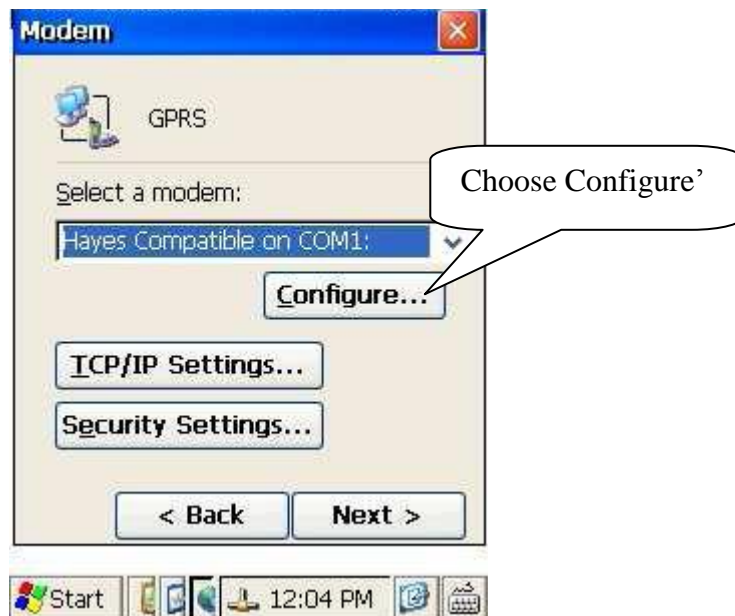 Modem
GPRS
Select a modem:
Choose Configure’
Hayes Compatible on COM1:
Configure...
TCP/IP Settings...
Security Settings...
< Back
Next >
Start
12:04 PM